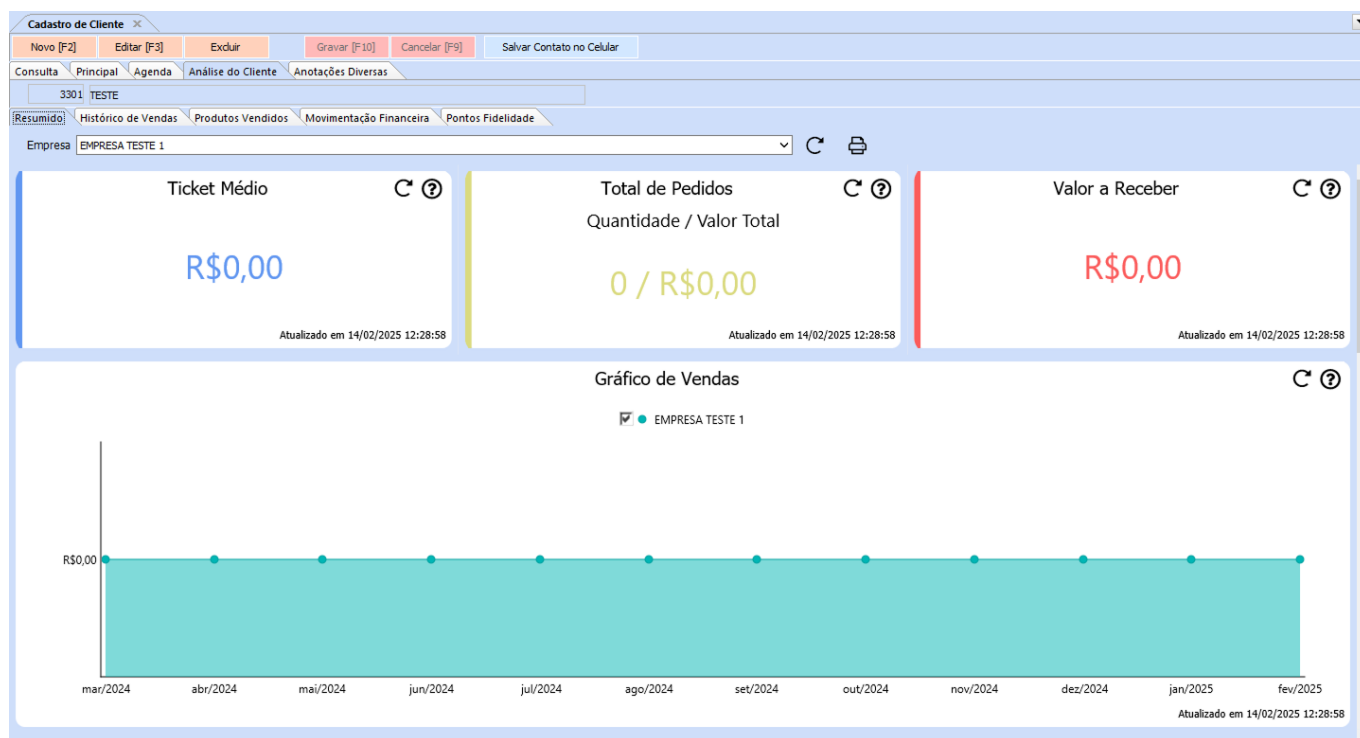 Cadastro de Cliente
Novo [F2] Editar [F3] Excluir Gravar [F10] Cancelar [F9] Salvar Contato no Celular
Consulta Principal Agenda Análise do Cliente Anotações Diversas
3301 TESTE
Resumido Histórico de Vendas Produtos Vendidos Movimentação Financeira Pontos Fidelidade
Empresa EMPRESA TESTE 1
Ticket Médio
R$0,00
Atualizado em 14/02/2025 12:28:58
Total de Pedidos
Quantidade / Valor Total
0 / R$0,00
Atualizado em 14/02/2025 12:28:58
Valor a Receber
R$0,00
Atualizado em 14/02/2025 12:28:58
Gráfico de Vendas
EMPRESA TESTE 1
R$0,00
mar/2024 abr/2024 mai/2024 jun/2024 jul/2024 ago/2024 set/2024 out/2024 nov/2024 dez/2024 jan/2025 fev/2025
Atualizado em 14/02/2025 12:28:58